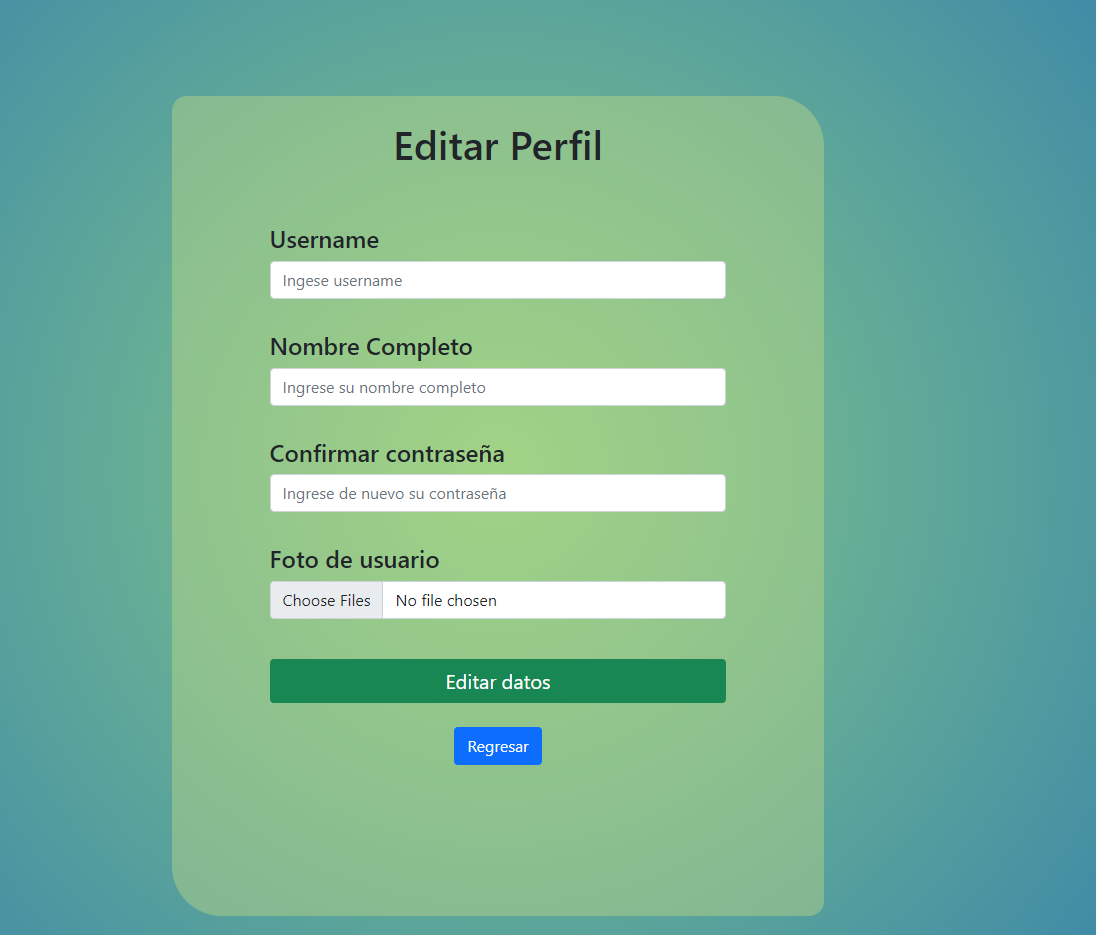 Editar Perfil
Username
Ingese username
Nombre Completo
Ingrese su nombre completo
Confirmar contraseña
Ingrese de nuevo su contraseña
Foto de usuario
Choose Files No file chosen
Editar datos
Regresar